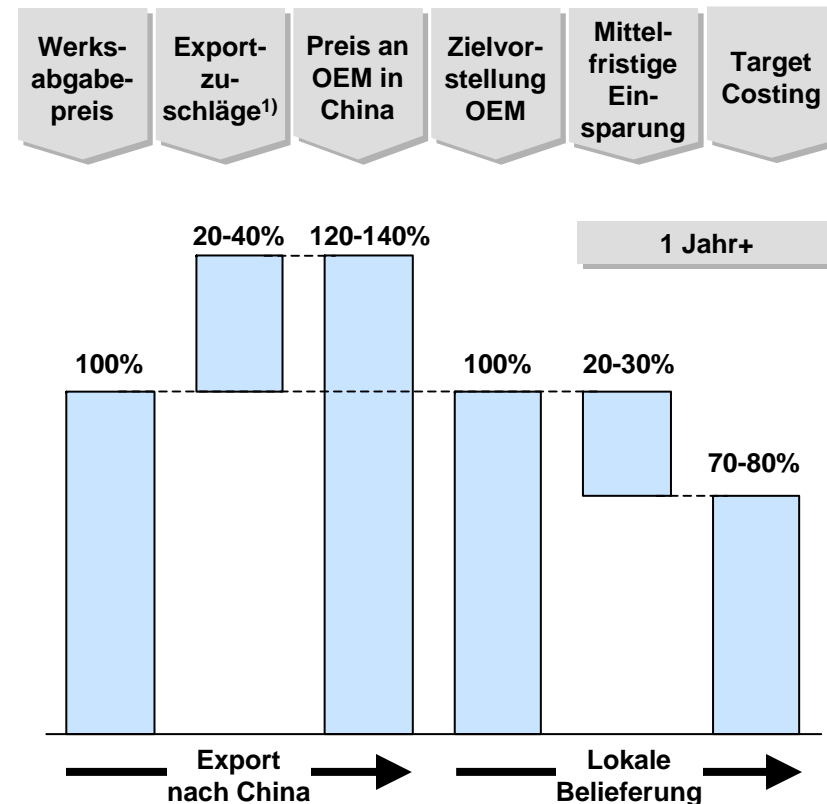 Werks-
abgabe-
preis
Export-
zu-
schläge1)
Preis an
OEM in
China
Zielvor-
stellung
OEM
Mittel-
fristige
Ein-
sparung
Target
Costing
20-40%
120-140%
1 Jahr+
100%
100%
20-30%
70-80%
Export
nach China
Lokale
Belieferung